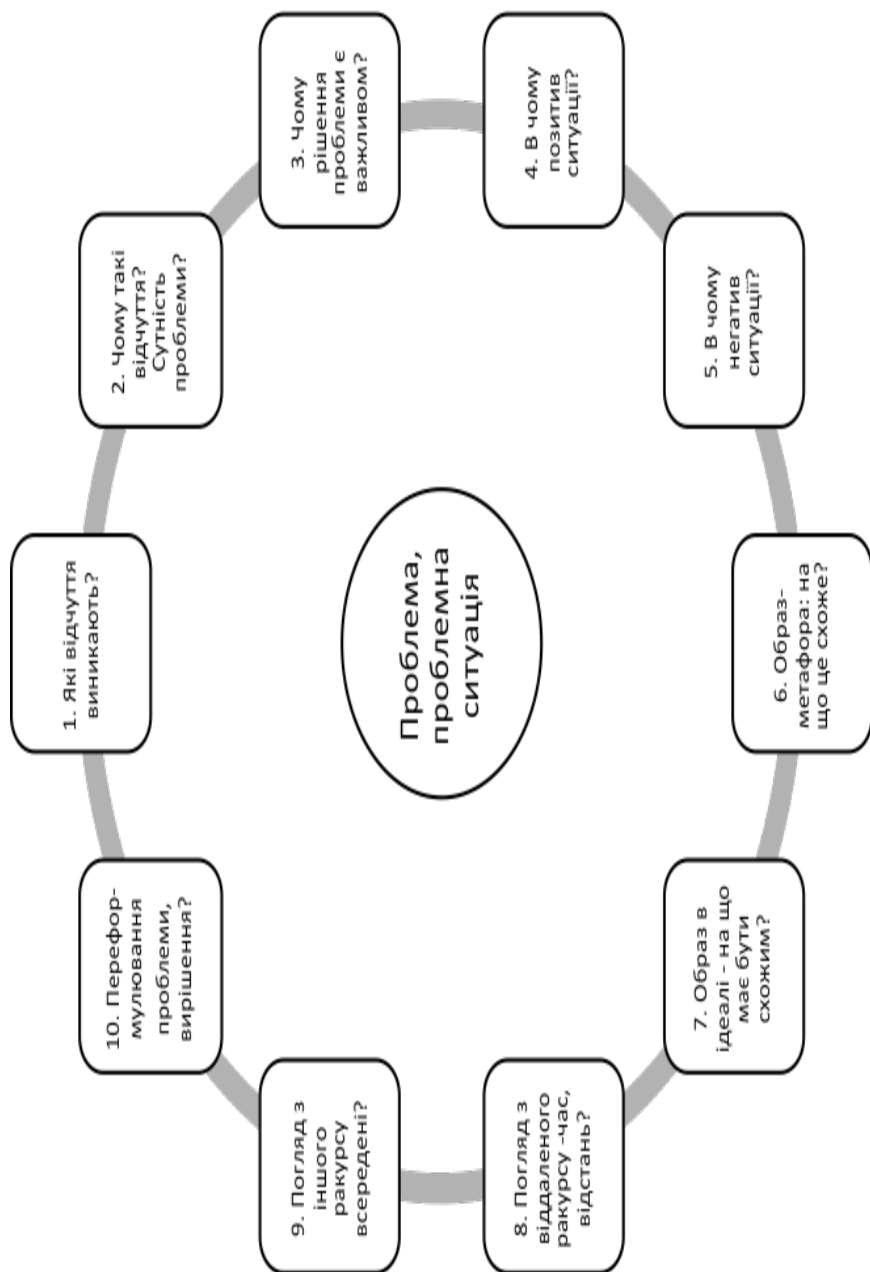 Проблема,
проблемна
ситуація
1. Які відчуття
виникають?
2. Чому такі
відчуття?
Сутність
проблеми?
3. Чому
рішення
проблеми є
важливом?
4. В чому
позитив
ситуації?
5. В чому
негатив
ситуації?
6. Образ-
метафора: на
що це схоже?
7. Образ в
ідеалі - на що
має бути
схожим?
8. Погляд з
віддаленого
ракурсу –час,
відстань?
9. Погляд з
іншого
ракурсу
всередені?
10. Перефор-
мулювання
проблеми,
вирішення?